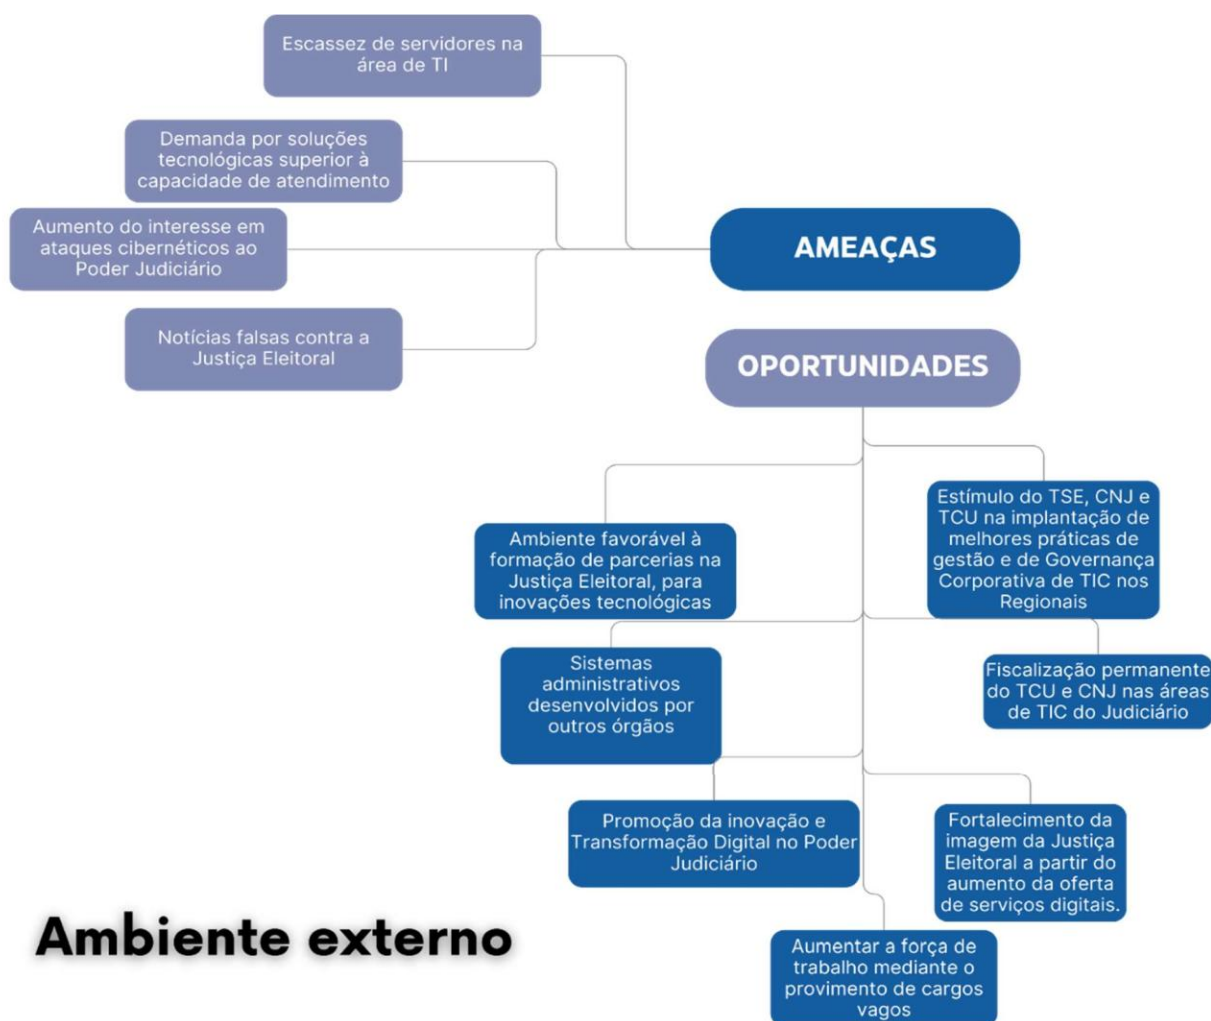 Escassez de servidores na
área de TI
Demanda por soluções
tecnológicas superior à
capacidade de atendimento
Aumento do interesse em
ataques cibernéticos ao
Poder Judiciário
Notícias falsas contra a
Justiça Eleitoral
AMEAÇAS
OPORTUNIDADES
Ambiente favorável à
formação de parcerias na
Justiça Eleitoral, para
inovações tecnológicas
Estímulo do TSE, CNJ e
TCU na implantação de
melhores práticas de
gestão e de Governança
Corporativa de TIC nos
Regionais
Sistemas
administrativos
desenvolvidos por
outros órgãos
Fiscalização permanente
do TCU e CNJ nas áreas
de TIC do Judiciário
Promoção da inovação e
Transformação Digital no Poder
Judiciário
Fortalecimento da
imagem da Justiça
Eleitoral a partir do
aumento da oferta
de serviços digitais.
Aumentar a força de
trabalho mediante o
provimento de cargos
vagos
Ambiente externo